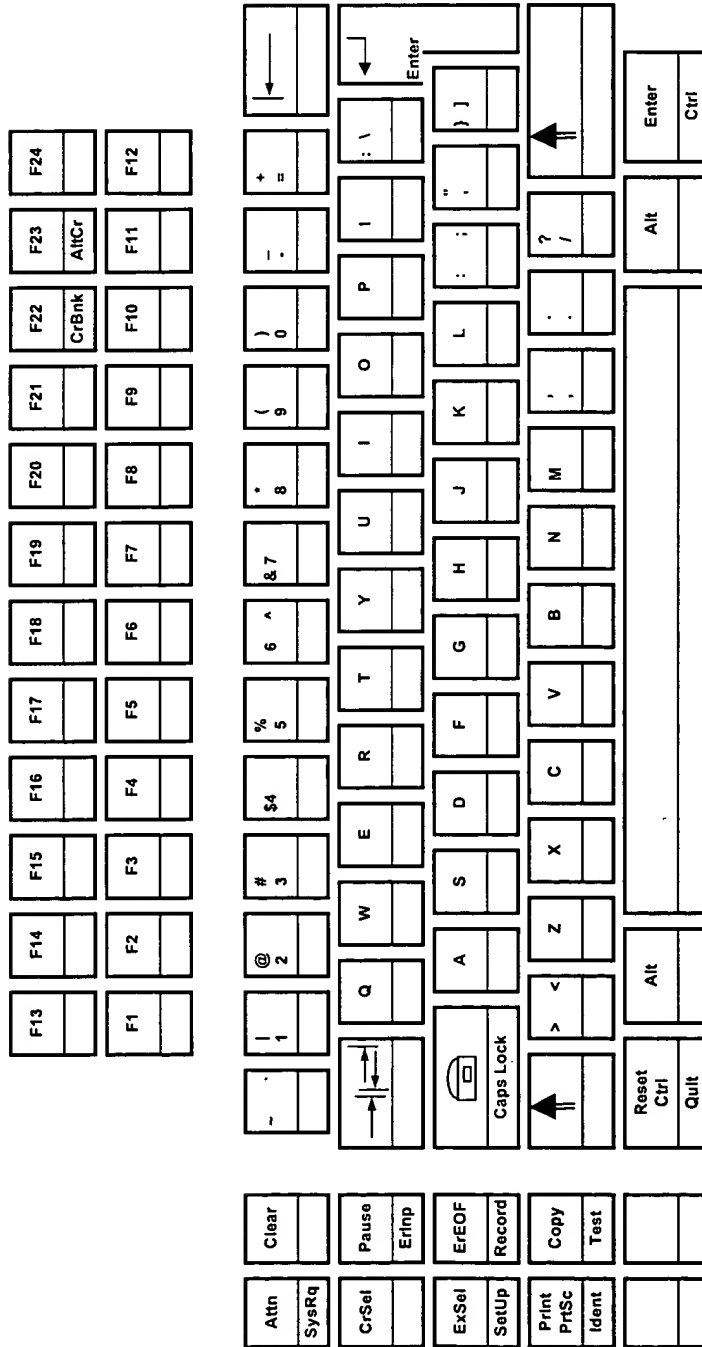 F13 F14 F15 F16 F17 F18 F19 F20 F21 F22 F23 F24
CrBnk AltCr
F1 F2 F3 F4 F5 F6 F7 F8 F9 F10 F11 F12
Attn Clear ~ ` | @ # $4 % 6 ^ & 7 * ( ) _ +
1 2 3 5 8 9 0 - =
SysRq
CrSel Pause Q W E R T Y U I O P I : \ Enter
ErInp
ExSel ErEOF A S D F G H J K L : ; " ' } ]
SetUp Record Caps Lock
Print Copy > < Z X C V B N M ; . ?
PrtSc , /
Ident Test
Reset Alt Alt Enter
Ctrl
Quit Ctrl